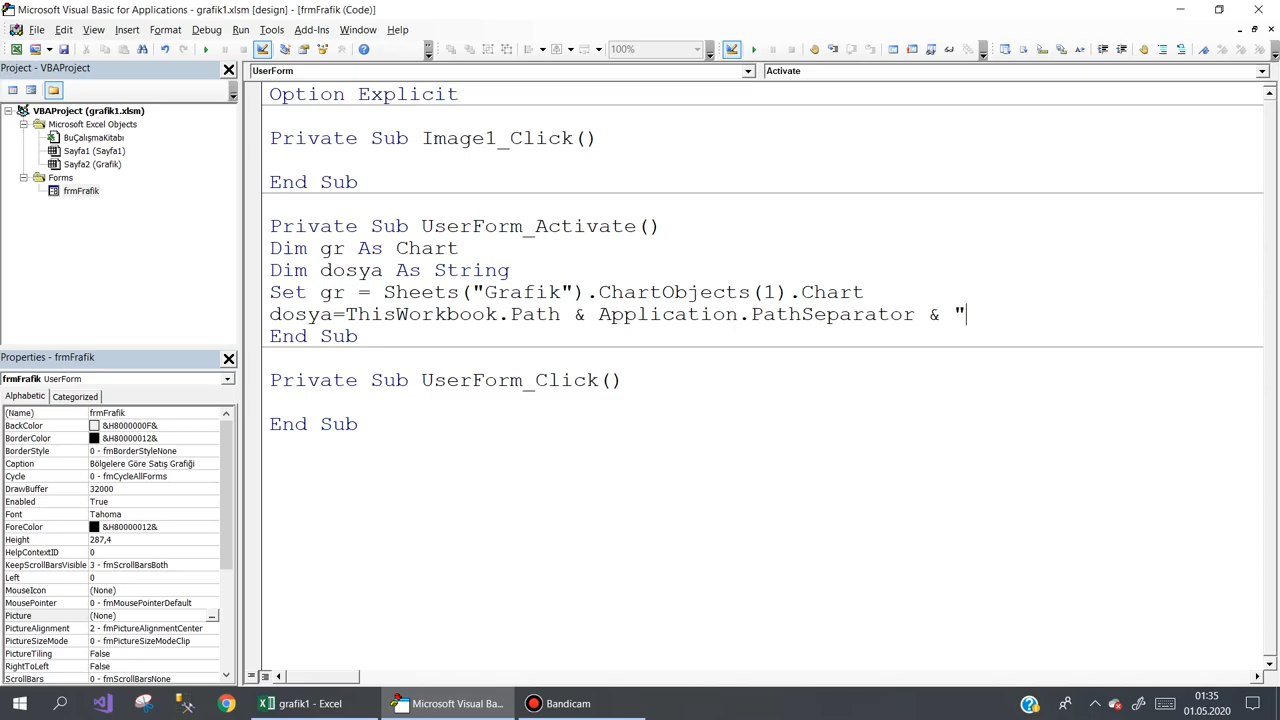 Microsoft Visual Basic for Applications - grafik1.xlsm [design] - [frmFrafik (Code)]
File Edit View Insert Format Debug Run Tools Add-Ins Window Help
100%
Project - VBAProject
UserForm
Activate
VBAProject (grafik1.xlsm)
Microsoft Excel Objects
BuÇalışmaKitabı
Sayfa1 (Sayfa1)
Sayfa2 (Grafik)
Forms
frmFrafik
Option Explicit
Private Sub Image1_Click()
End Sub
Private Sub UserForm_Activate()
Dim gr As Chart
Dim dosya As String
Set gr = Sheets("Grafik").ChartObjects(1).Chart
dosya=ThisWorkbook.Path & Application.PathSeparator & "
End Sub
Private Sub UserForm_Click()
End Sub
Properties - frmFrafik
frmFrafik UserForm
Alphabetic Categorized
(Name) frmFrafik
BackColor &H8000000F&
BorderColor &H80000012&
BorderStyle 0 - fmBorderStyleNone
Caption Bölgelere Göre Satış Grafiği
Cycle 0 - fmCycleAllForms
DrawBuffer 32000
Enabled True
Font Tahoma
ForeColor &H80000012&
Height 287,4
HelpContextID 0
KeepScrollBarsVisible 3 - fmScrollBarsBoth
Left 0
MouseIcon (None)
MousePointer 0 - fmMousePointerDefault
Picture (None) ...
PictureAlignment 2 - fmPictureAlignmentCenter
PictureSizeMode 0 - fmPictureSizeModeClip
PictureTiling False
RightToLeft False
ScrollBars 0 - fmScrollBarsNone
grafik1 - Excel
Microsoft Visual Ba...
Bandicam
01:35
01.05.2020